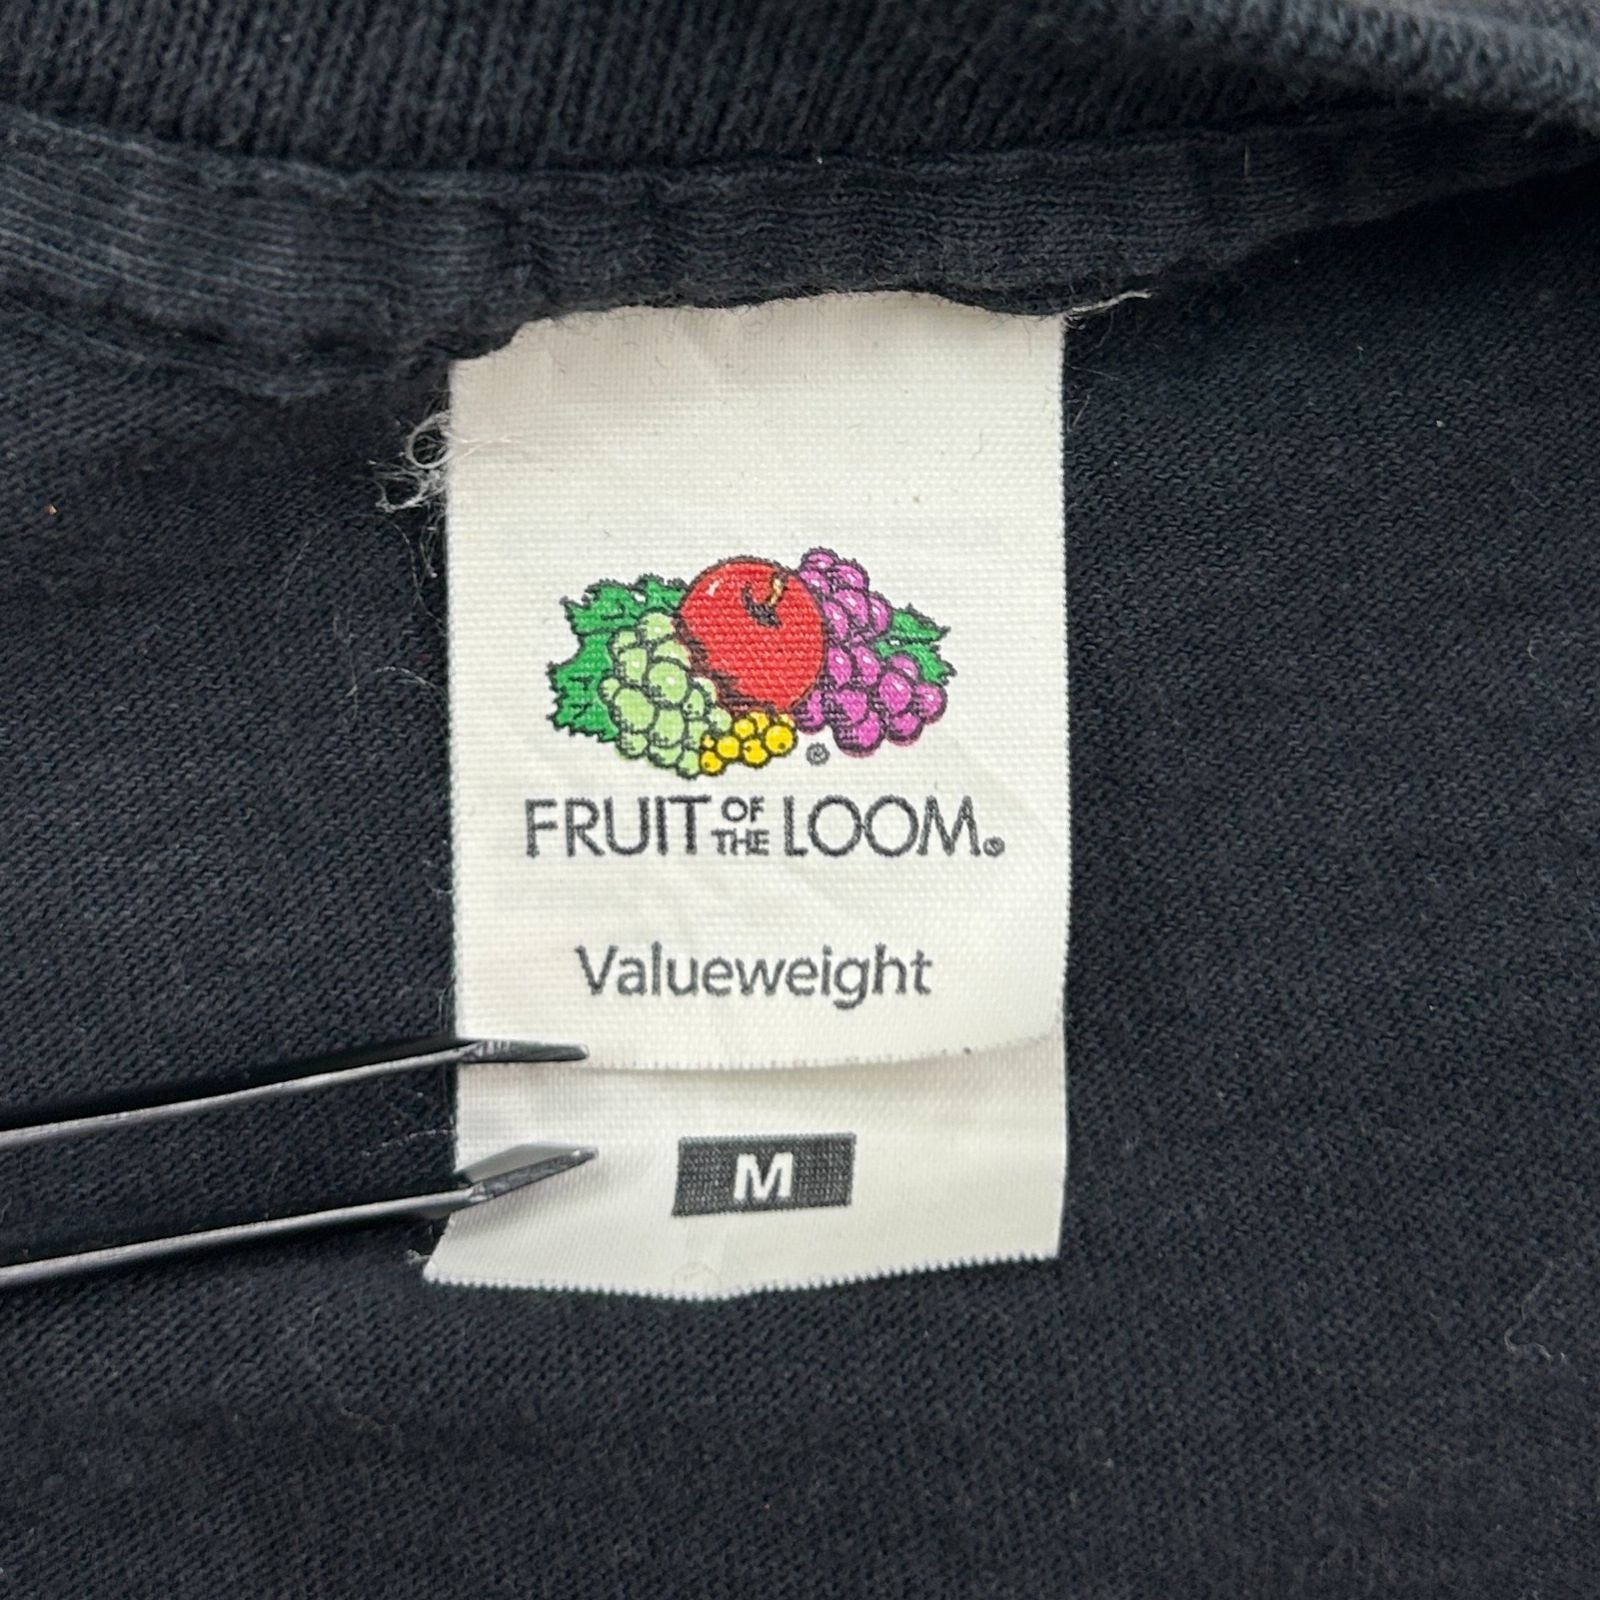 ®
FRUIT OF THE LOOM®
Valueweight
M